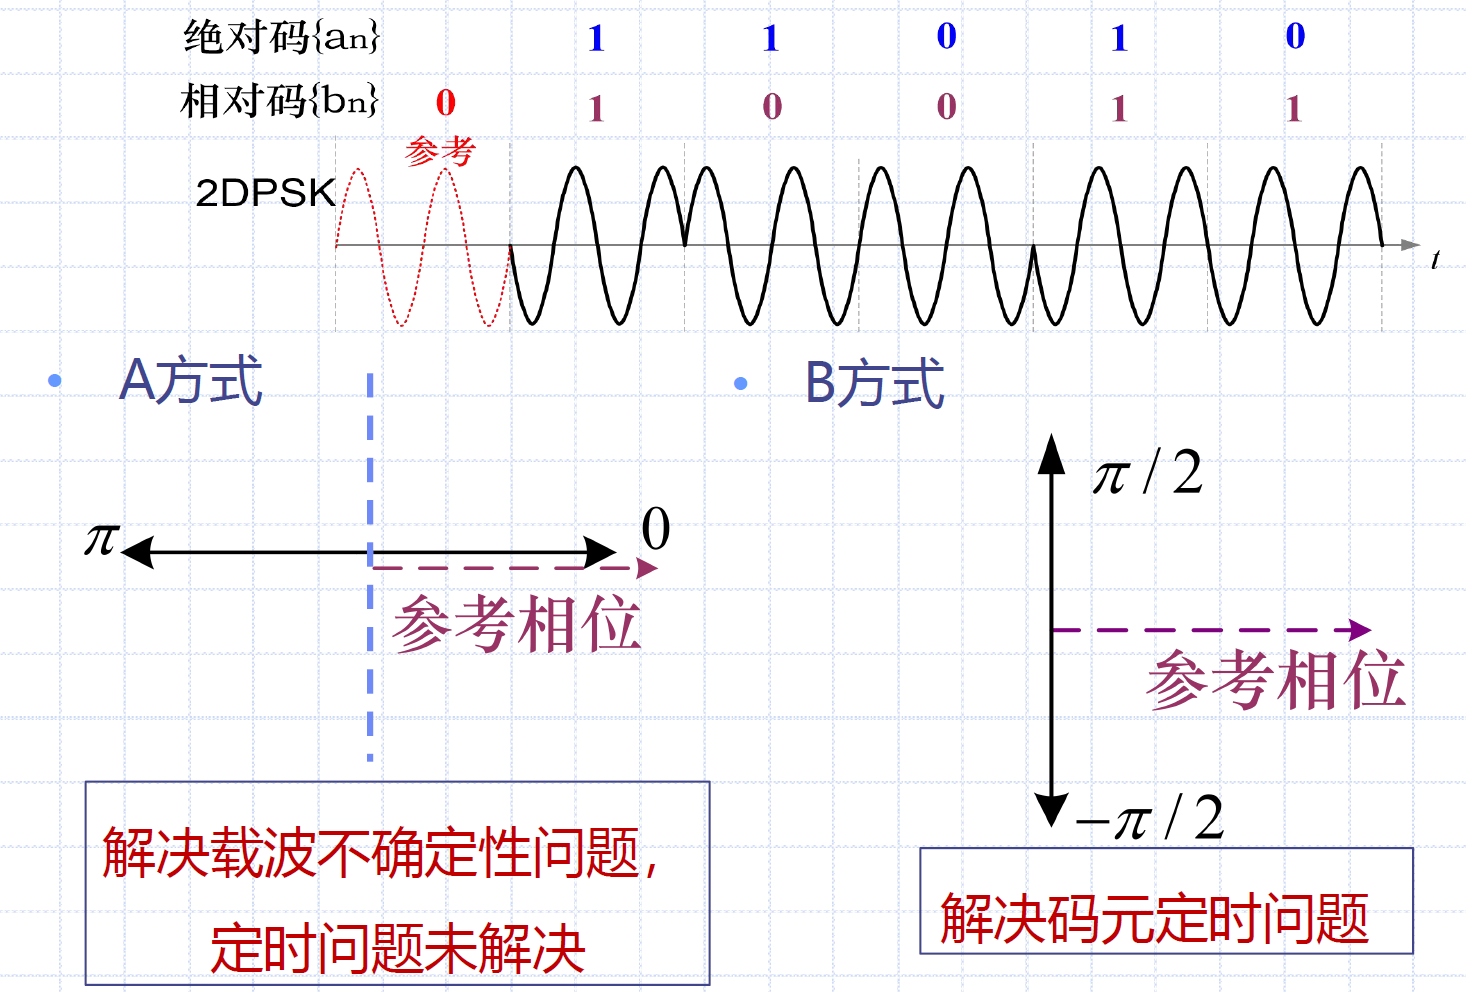 绝对码{an} 1 1 0 1 0
相对码{bn} 0 1 0 0 1 1
参考
2DPSK
t
• A方式
• B方式
π 0
参考相位
π/2
参考相位
−π/2
解决载波不确定性问题，
定时问题未解决
解决码元定时问题